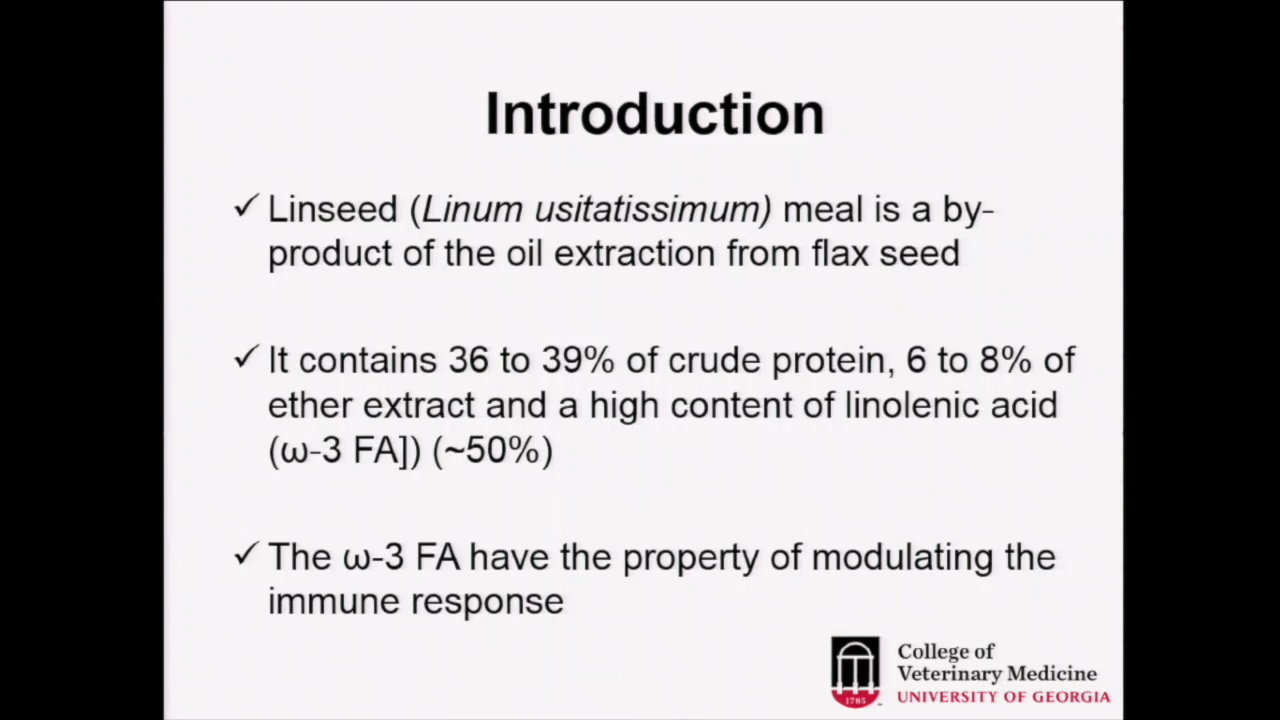 Introduction
✓ Linseed (Linum usitatissimum) meal is a by-
product of the oil extraction from flax seed
✓ It contains 36 to 39% of crude protein, 6 to 8% of
ether extract and a high content of linolenic acid
(ω-3 FA]) (~50%)
✓ The ω-3 FA have the property of modulating the
immune response
College of
Veterinary Medicine
UNIVERSITY OF GEORGIA
1785